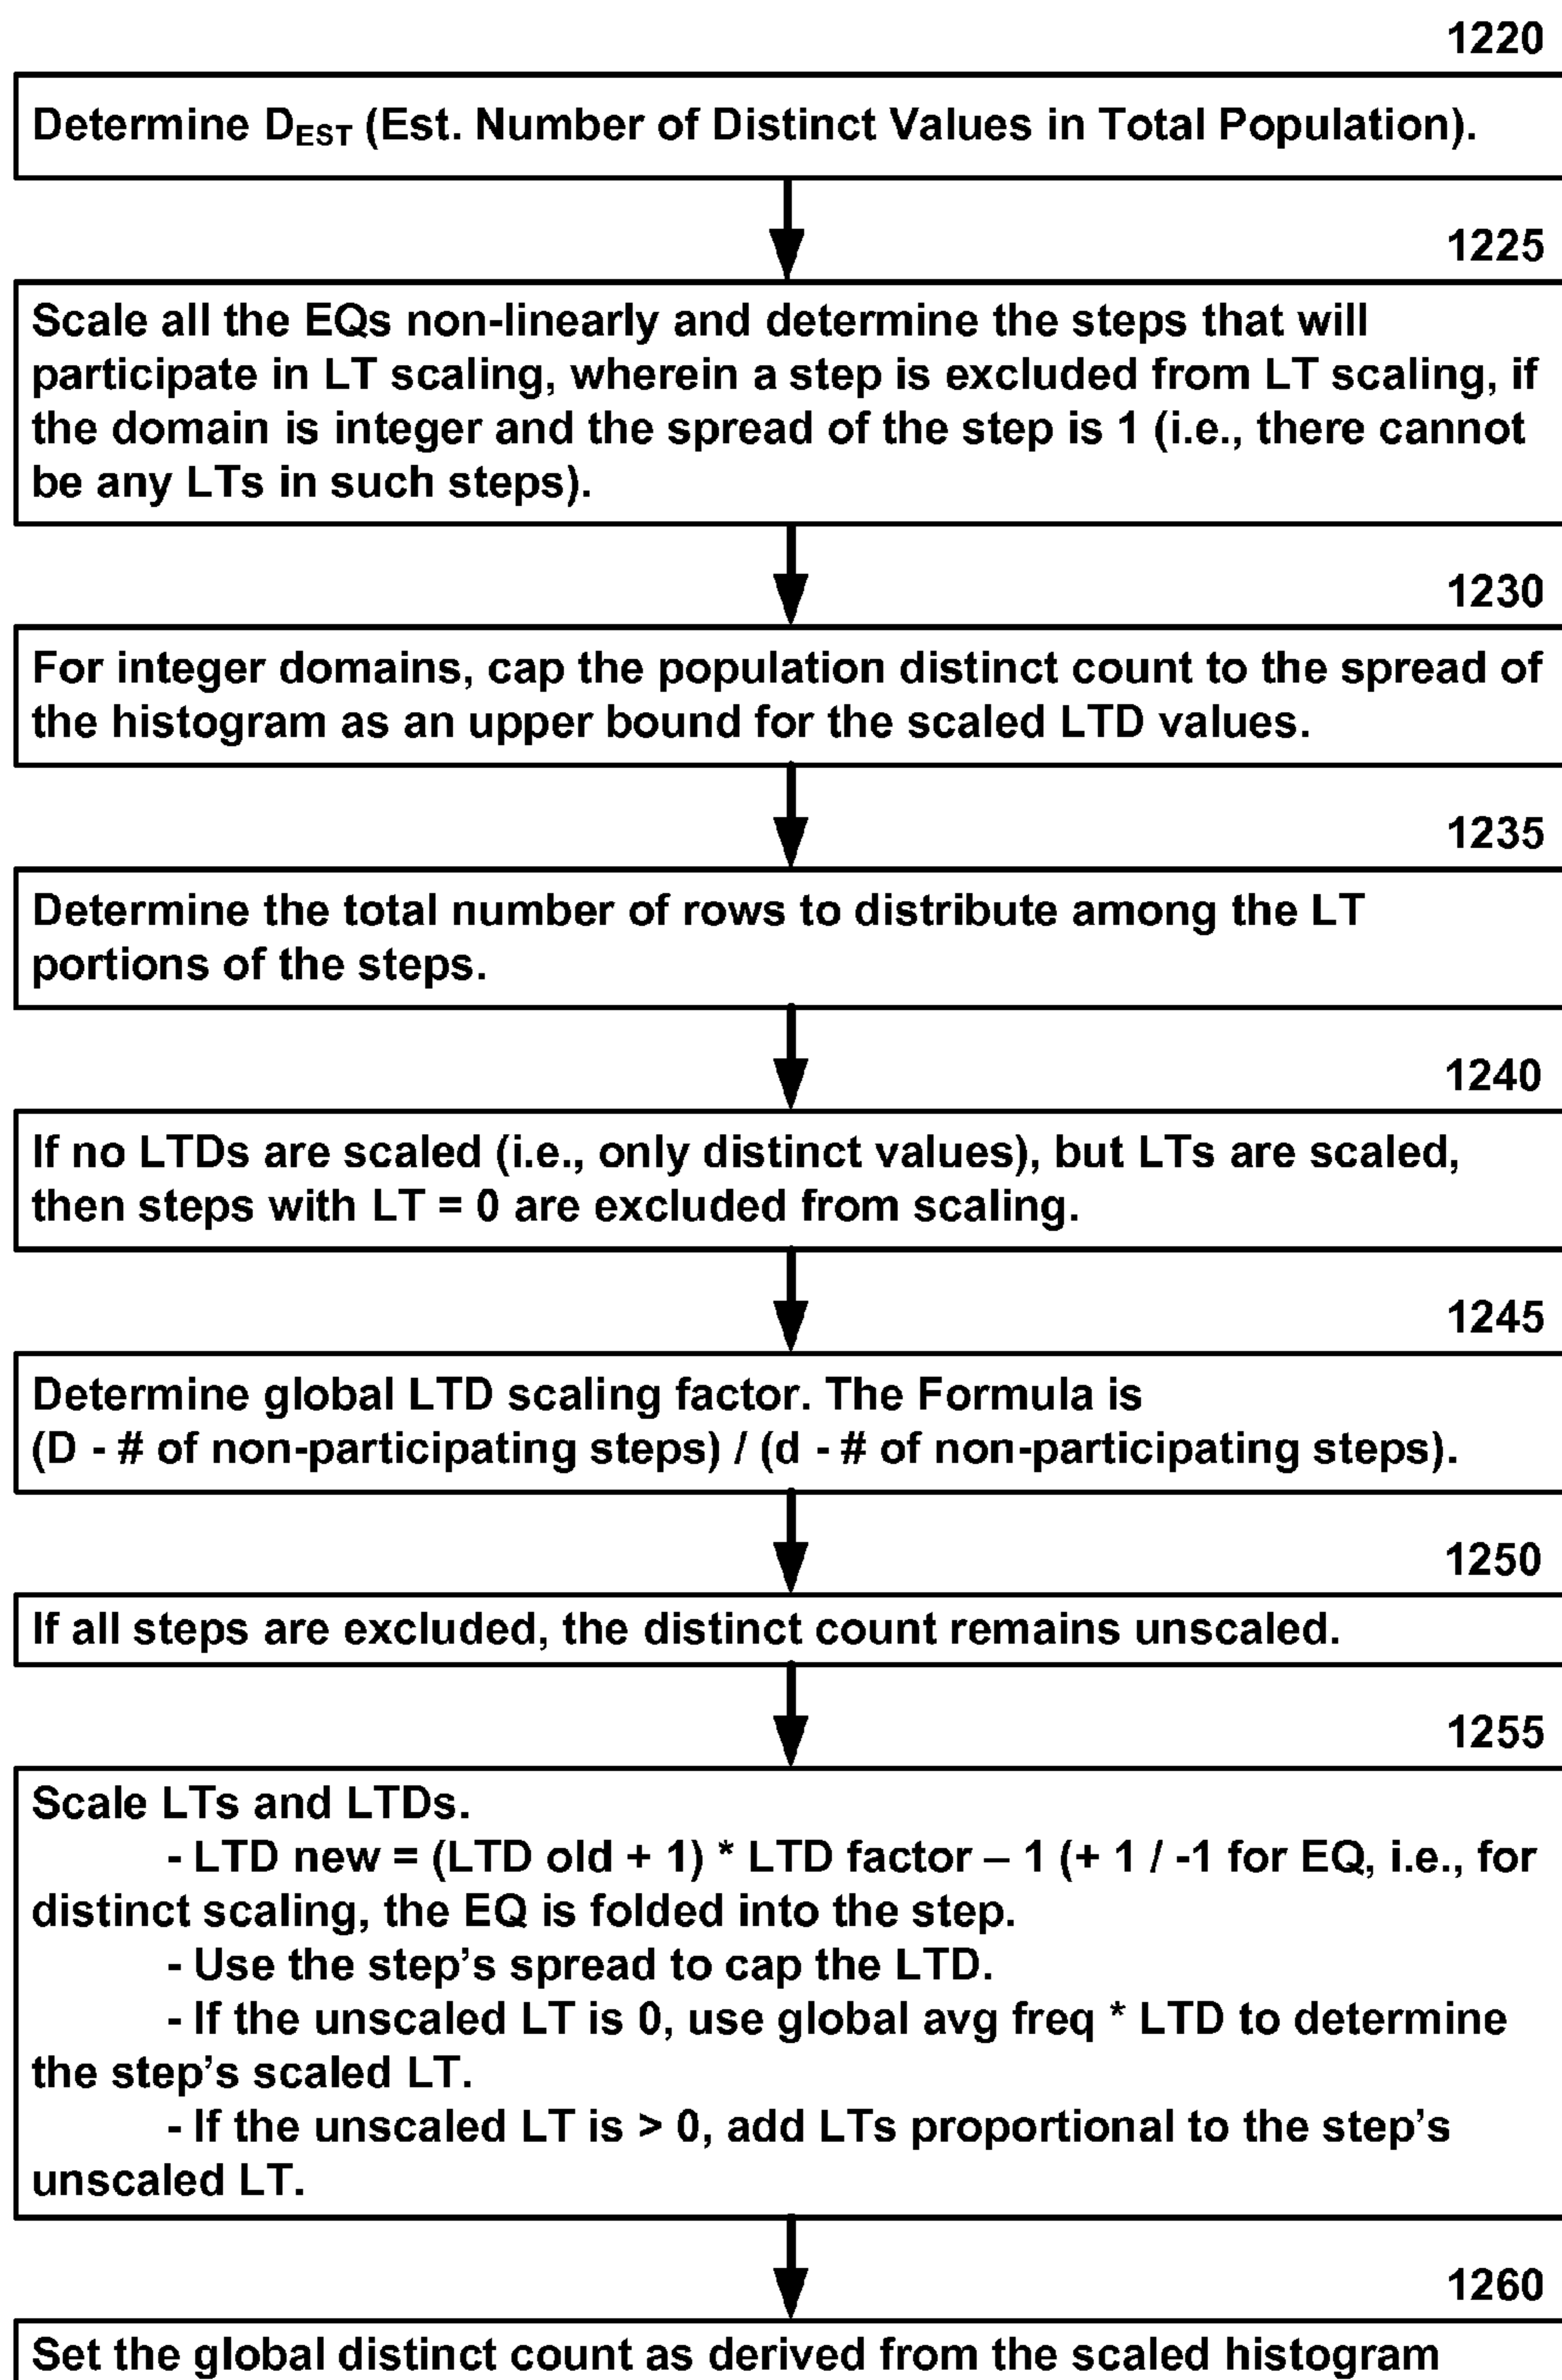 1220
Determine DEST (Est. Number of Distinct Values in Total Population).
1225
Scale all the EQs non-linearly and determine the steps that will
participate in LT scaling, wherein a step is excluded from LT scaling, if
the domain is integer and the spread of the step is 1 (i.e., there cannot
be any LTs in such steps).
1230
For integer domains, cap the population distinct count to the spread of
the histogram as an upper bound for the scaled LTD values.
1235
Determine the total number of rows to distribute among the LT
portions of the steps.
1240
If no LTDs are scaled (i.e., only distinct values), but LTs are scaled,
then steps with LT = 0 are excluded from scaling.
1245
Determine global LTD scaling factor. The Formula is
(D - # of non-participating steps) / (d - # of non-participating steps).
1250
If all steps are excluded, the distinct count remains unscaled.
1255
Scale LTs and LTDs.
- LTD new = (LTD old + 1) * LTD factor – 1 (+ 1 / -1 for EQ, i.e., for
distinct scaling, the EQ is folded into the step.
- Use the step's spread to cap the LTD.
- If the unscaled LT is 0, use global avg freq * LTD to determine
the step's scaled LT.
- If the unscaled LT is > 0, add LTs proportional to the step's
unscaled LT.
1260
Set the global distinct count as derived from the scaled histogram